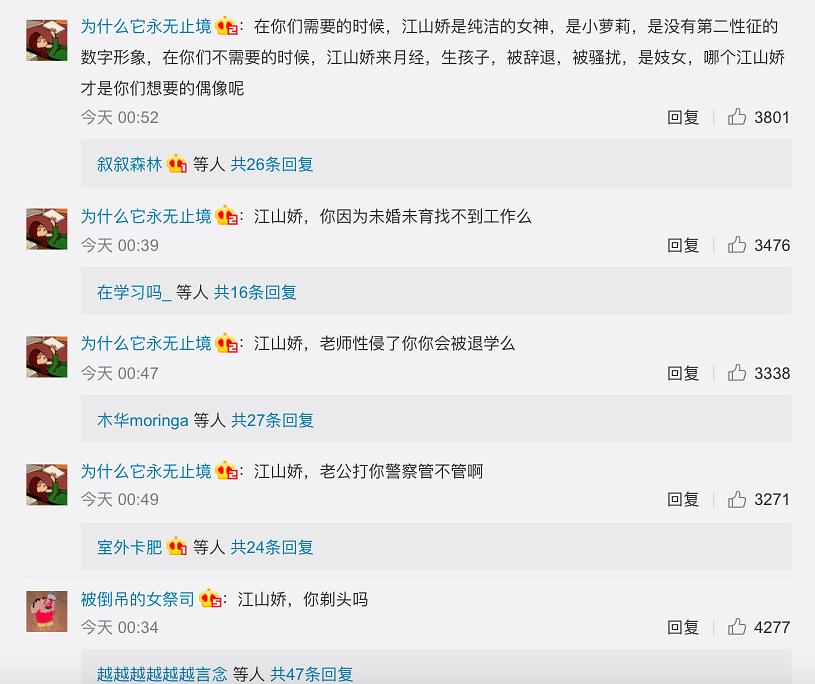 为什么它永无止境：在你们需要的时候，江山娇是纯洁的女神，是小萝莉，是没有第二性征的
数字形象，在你们不需要的时候，江山娇来月经，生孩子，被辞退，被骚扰，是妓女，哪个江山娇
才是你们想要的偶像呢
今天 00:52 回复 3801
叙叙森林 等人 共26条回复
为什么它永无止境：江山娇，你因为未婚未育找不到工作么
今天 00:39 回复 3476
在学习吗_ 等人 共16条回复
为什么它永无止境：江山娇，老师性侵了你你会被退学么
今天 00:47 回复 3338
木华moringa 等人 共27条回复
为什么它永无止境：江山娇，老公打你警察管不管啊
今天 00:49 回复 3271
室外卡肥 等人 共24条回复
被倒吊的女祭司：江山娇，你剃头吗
今天 00:34 回复 4277
越越越越越越言念 等人 共47条回复